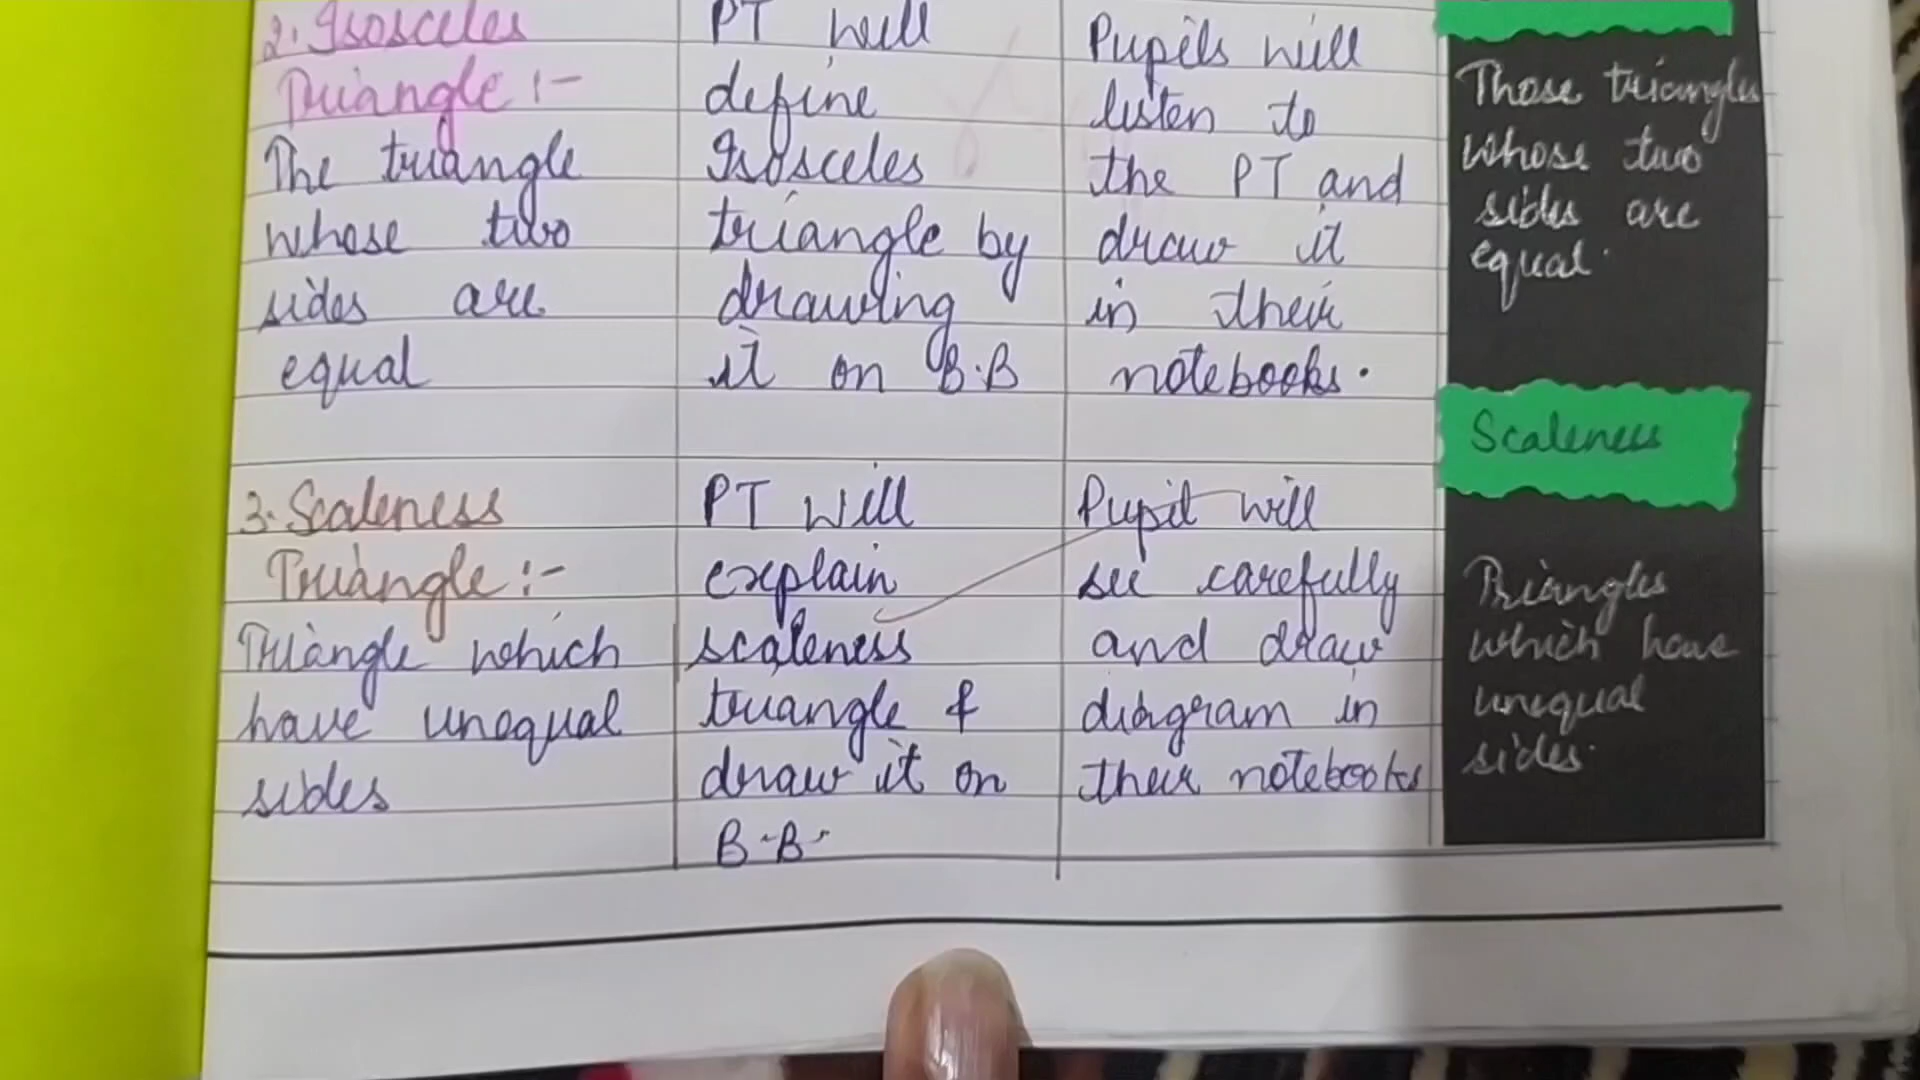 2. Isosceles
Triangle :-
The triangle
whose two
sides are
equal
PT will
define
Isosceles
triangle by
drawing
it on B.B
Pupils will
listen to
the PT and
draw it
in their
notebooks.
Those triangles
whose two
sides are
equal.
3. Scaleness
Triangle :-
Triangle which
have unequal
sides
PT will
explain
scaleness
triangle &
draw it on
B.B.
Pupil will
see carefully
and draw
diagram in
their notebooks
Scaleness
Triangles
which have
unequal
sides.